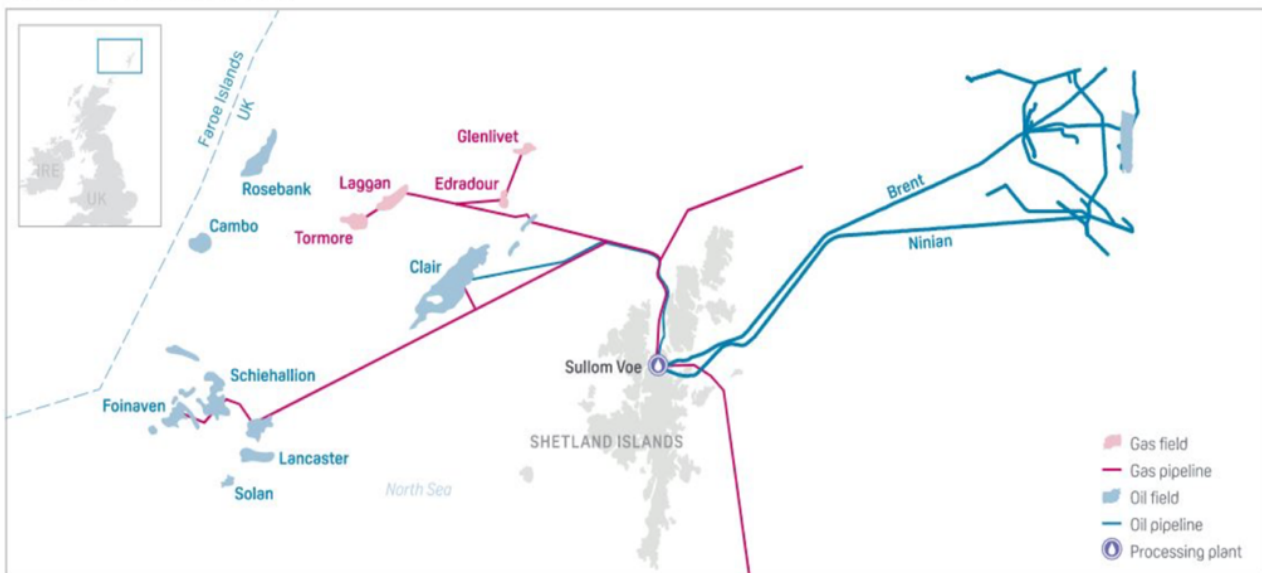 Faroe Islands
UK
IRE
UK
Rosebank
Cambo
Glenlivet
Edradour
Laggan
Tormore
Clair
Brent
Ninian
Sullom Voe
SHETLAND ISLANDS
Schiehallion
Foinaven
Lancaster
Solan
North Sea
Gas field
Gas pipeline
Oil field
Oil pipeline
Processing plant